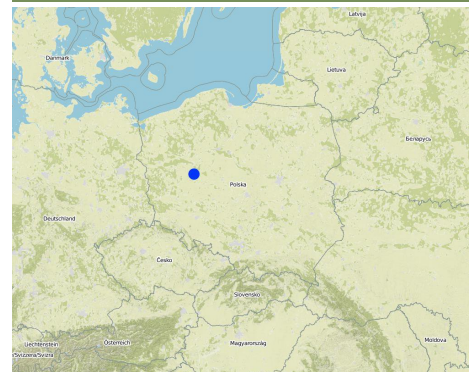 Latvija
Danmark
Lietuva
Беларусь
Polska
Deutschland
Česko
Slovensko
Liechtenstein
Österreich
Magyarország
Moldova
Svizzera/Svizra